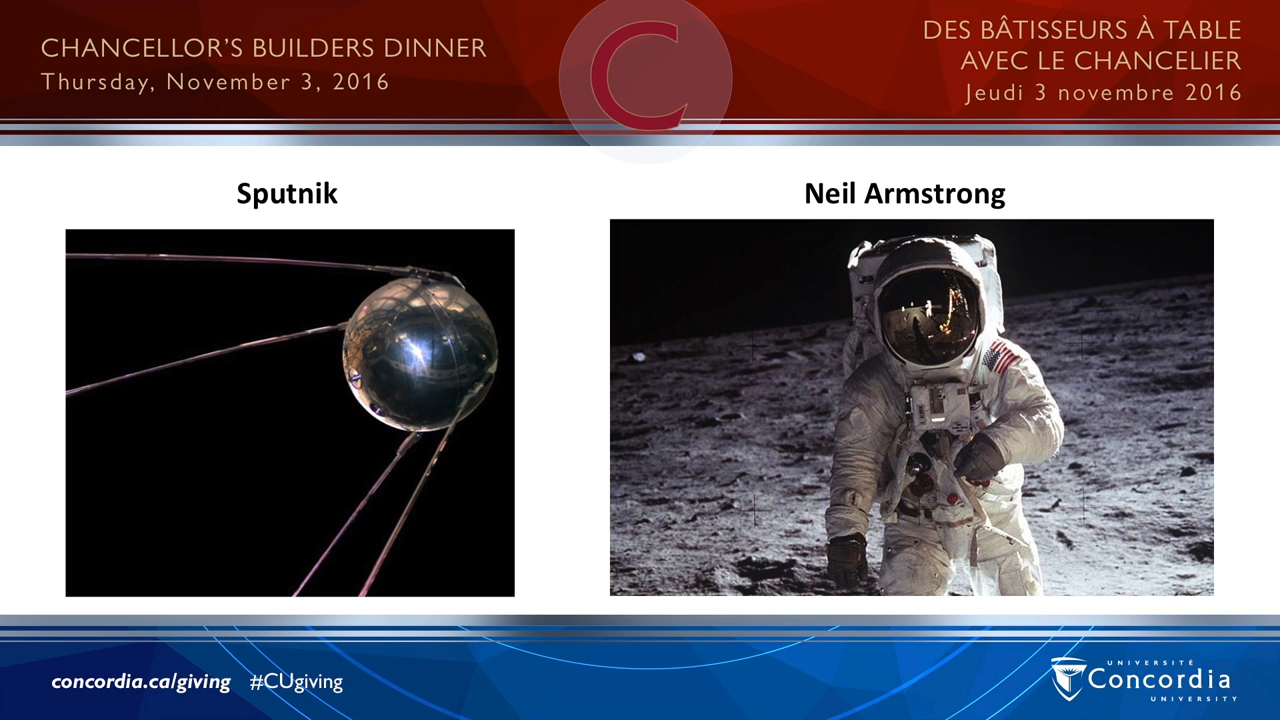 CHANCELLOR'S BUILDERS DINNER
Thursday, November 3, 2016
C
DES BÂTISSEURS À TABLE
AVEC LE CHANCELIER
Jeudi 3 novembre 2016
Sputnik
Neil Armstrong
concordia.ca/giving #CUgiving
UNIVERSITÉ
Concordia
UNIVERSITY